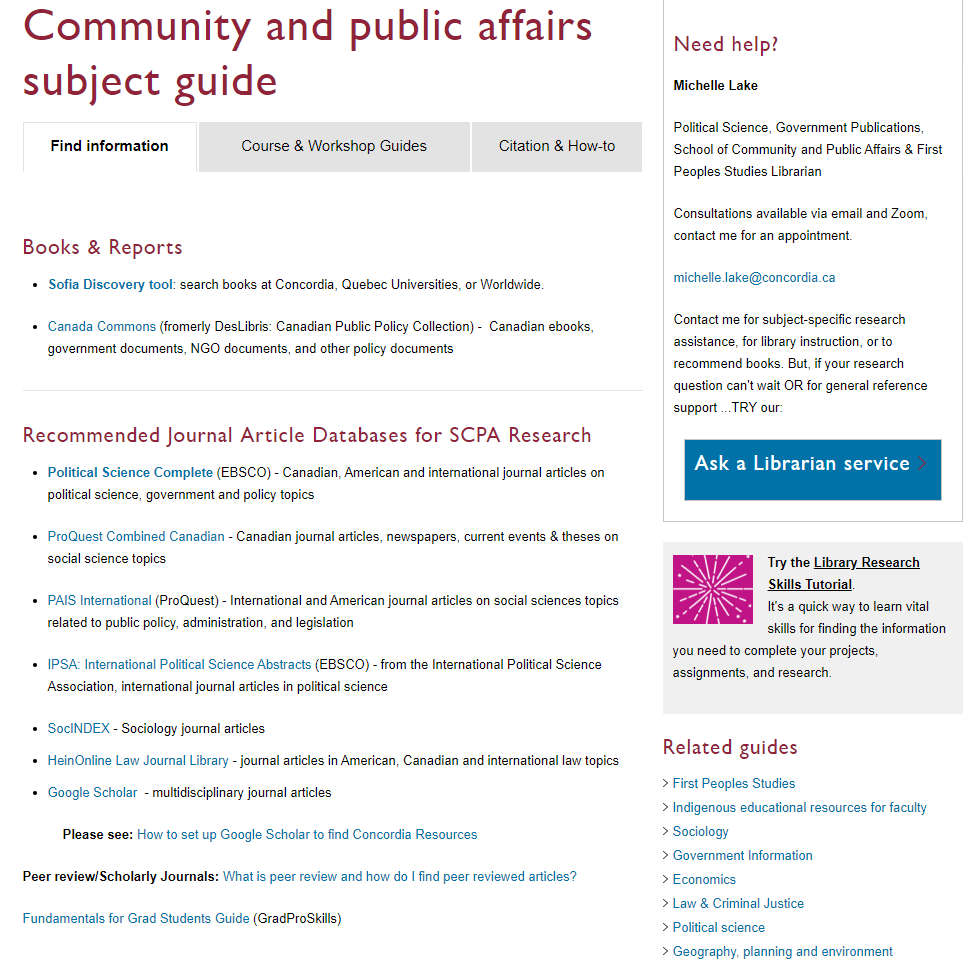 Community and public affairs
subject guide
Find information
Course & Workshop Guides
Citation & How-to
Books & Reports
Sofia Discovery tool: search books at Concordia, Quebec Universities, or Worldwide.
Canada Commons (fromerly DesLibris: Canadian Public Policy Collection) - Canadian ebooks,
government documents, NGO documents, and other policy documents
Recommended Journal Article Databases for SCPA Research
Political Science Complete (EBSCO) - Canadian, American and international journal articles on
political science, government and policy topics
ProQuest Combined Canadian - Canadian journal articles, newspapers, current events & theses on
social science topics
PAIS International (ProQuest) - International and American journal articles on social sciences topics
related to public policy, administration, and legislation
IPSA: International Political Science Abstracts (EBSCO) - from the International Political Science
Association, international journal articles in political science
SocINDEX - Sociology journal articles
HeinOnline Law Journal Library - journal articles in American, Canadian and international law topics
Google Scholar - multidisciplinary journal articles
Please see: How to set up Google Scholar to find Concordia Resources
Peer review/Scholarly Journals: What is peer review and how do I find peer reviewed articles?
Fundamentals for Grad Students Guide (GradProSkills)
Need help?
Michelle Lake
Political Science, Government Publications,
School of Community and Public Affairs & First
Peoples Studies Librarian
Consultations available via email and Zoom,
contact me for an appointment.
michelle.lake@concordia.ca
Contact me for subject-specific research
assistance, for library instruction, or to
recommend books. But, if your research
question can't wait OR for general reference
support ...TRY our:
Ask a Librarian service >
Try the Library Research
Skills Tutorial.
It's a quick way to learn vital
skills for finding the information
you need to complete your projects,
assignments, and research.
Related guides
> First Peoples Studies
> Indigenous educational resources for faculty
> Sociology
> Government Information
> Economics
> Law & Criminal Justice
> Political science
> Geography, planning and environment